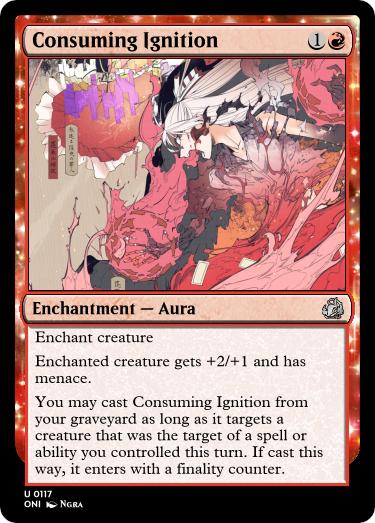 Consuming Ignition 1
Enchantment — Aura
Enchant creature
Enchanted creature gets +2/+1 and has
menace.
You may cast Consuming Ignition from
your graveyard as long as it targets a
creature that was the target of a spell or
ability you controlled this turn. If cast this
way, it enters with a finality counter.
U 0117
ONI NGRA